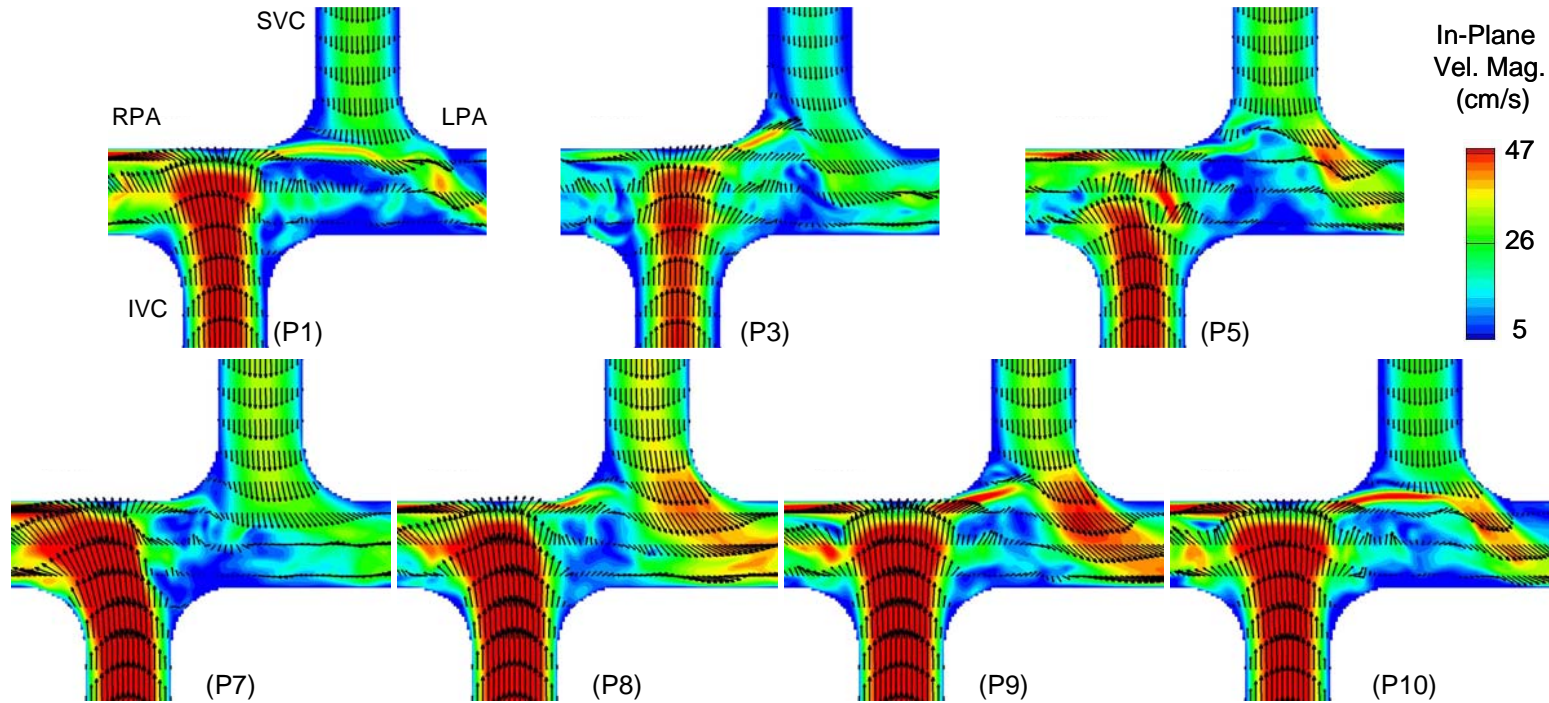 SVC
RPA
LPA
IVC
(P1)
(P3)
(P5)
In-Plane
Vel. Mag.
(cm/s)
47
26
5
(P7)
(P8)
(P9)
(P10)